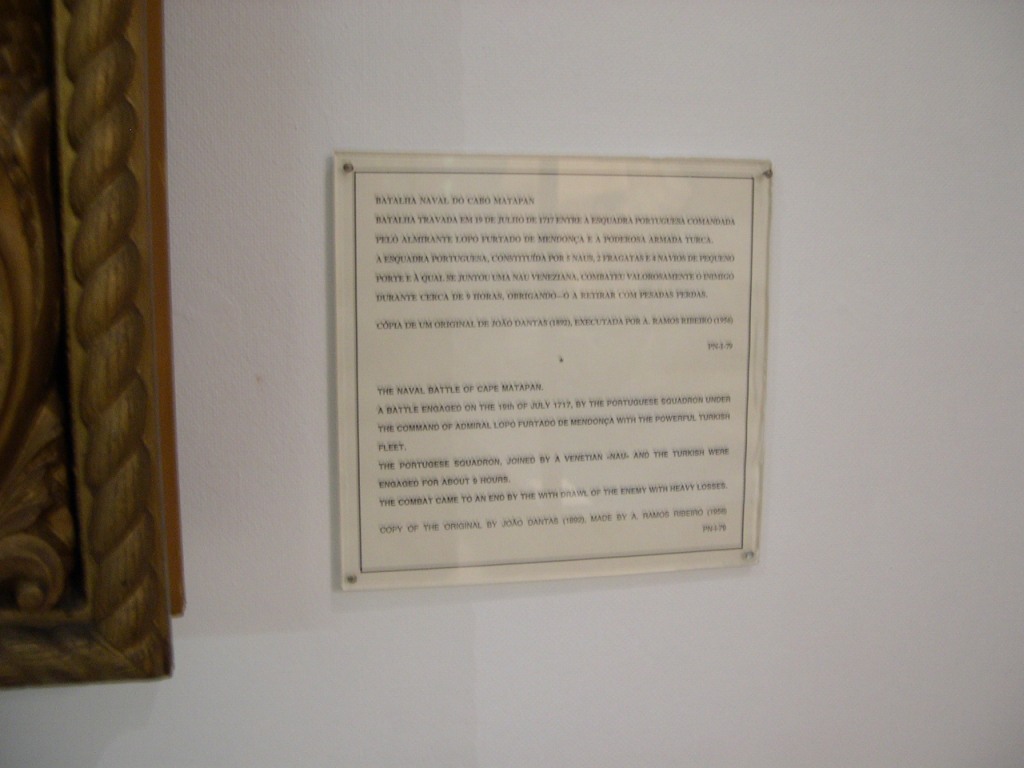 BATALHA NAVAL DO CABO MATAPAN
BATALHA TRAVADA EM 19 DE JULHO DE 1717 ENTRE A ESQUADRA PORTUGUESA COMANDADA
PELO ALMIRANTE LOPO FURTADO DE MENDONÇA E A PODEROSA ARMADA TURCA.
A ESQUADRA PORTUGUESA, CONSTITUÍDA POR 5 NAUS, 2 FRAGATAS E 4 NAVIOS DE PEQUENO
PORTE E À QUAL SE JUNTOU UMA NAU VENEZIANA, COMBATEU VALOROSAMENTE O INIMIGO
DURANTE CERCA DE 9 HORAS, OBRIGANDO-O A RETIRAR COM PESADAS PERDAS.
CÓPIA DE UM ORIGINAL DE JOÃO DANTAS (1892), EXECUTADA POR A. RAMOS RIBEIRO (1956)
PN-I-79
THE NAVAL BATTLE OF CAPE MATAPAN.
A BATTLE ENGAGED ON THE 19th OF JULY 1717, BY THE PORTUGUESE SQUADRON UNDER
THE COMMAND OF ADMIRAL LOPO FURTADO DE MENDONÇA WITH THE POWERFUL TURKISH
FLEET.
THE PORTUGESE SQUADRON, JOINED BY A VENETIAN «NAU» AND THE TURKISH WERE
ENGAGED FOR ABOUT 9 HOURS.
THE COMBAT CAME TO AN END BY THE WITH DRAWL OF THE ENEMY WITH HEAVY LOSSES.
COPY OF THE ORIGINAL BY JOÃO DANTAS (1892), MADE BY A. RAMOS RIBEIRO (1956)
PN-I-79